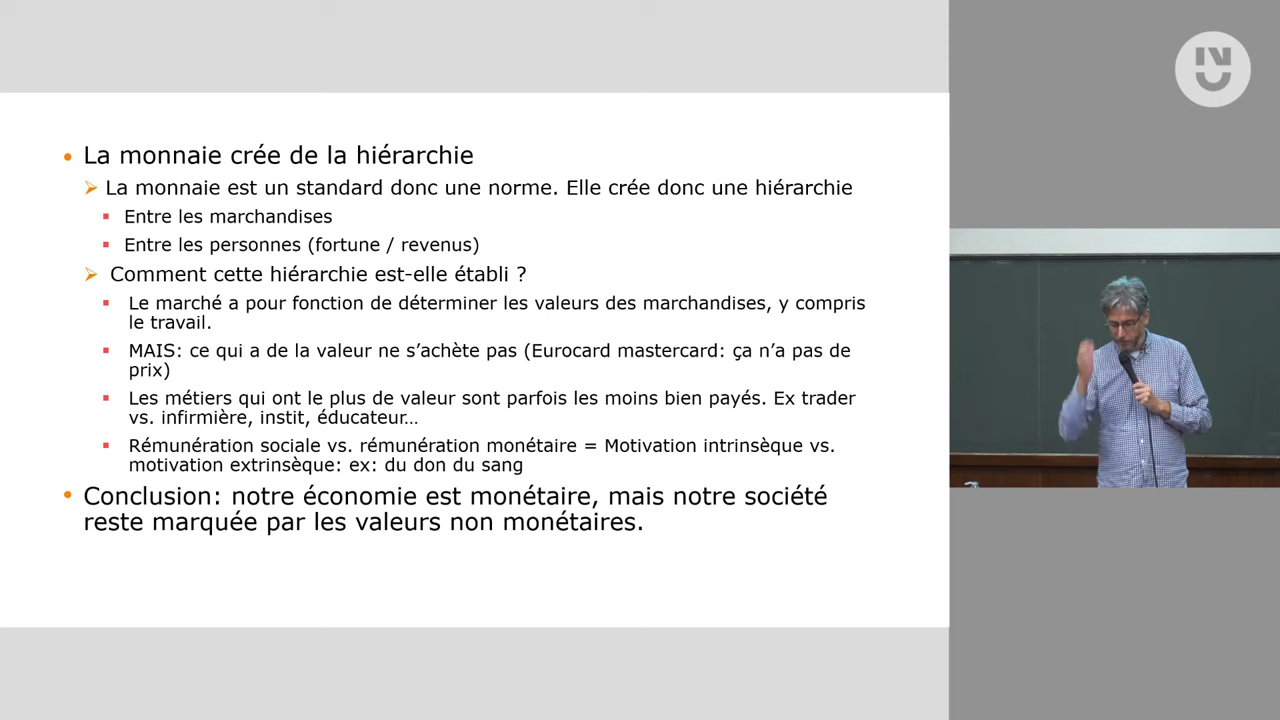 La monnaie crée de la hiérarchie
La monnaie est un standard donc une norme. Elle crée donc une hiérarchie
Entre les marchandises
Entre les personnes (fortune / revenus)
Comment cette hiérarchie est-elle établi ?
Le marché a pour fonction de déterminer les valeurs des marchandises, y compris
le travail.
MAIS: ce qui a de la valeur ne s’achète pas (Eurocard mastercard: ça n’a pas de
prix)
Les métiers qui ont le plus de valeur sont parfois les moins bien payés. Ex trader
vs. infirmière, instit, éducateur…
Rémunération sociale vs. rémunération monétaire = Motivation intrinsèque vs.
motivation extrinsèque: ex: du don du sang
Conclusion: notre économie est monétaire, mais notre société
reste marquée par les valeurs non monétaires.